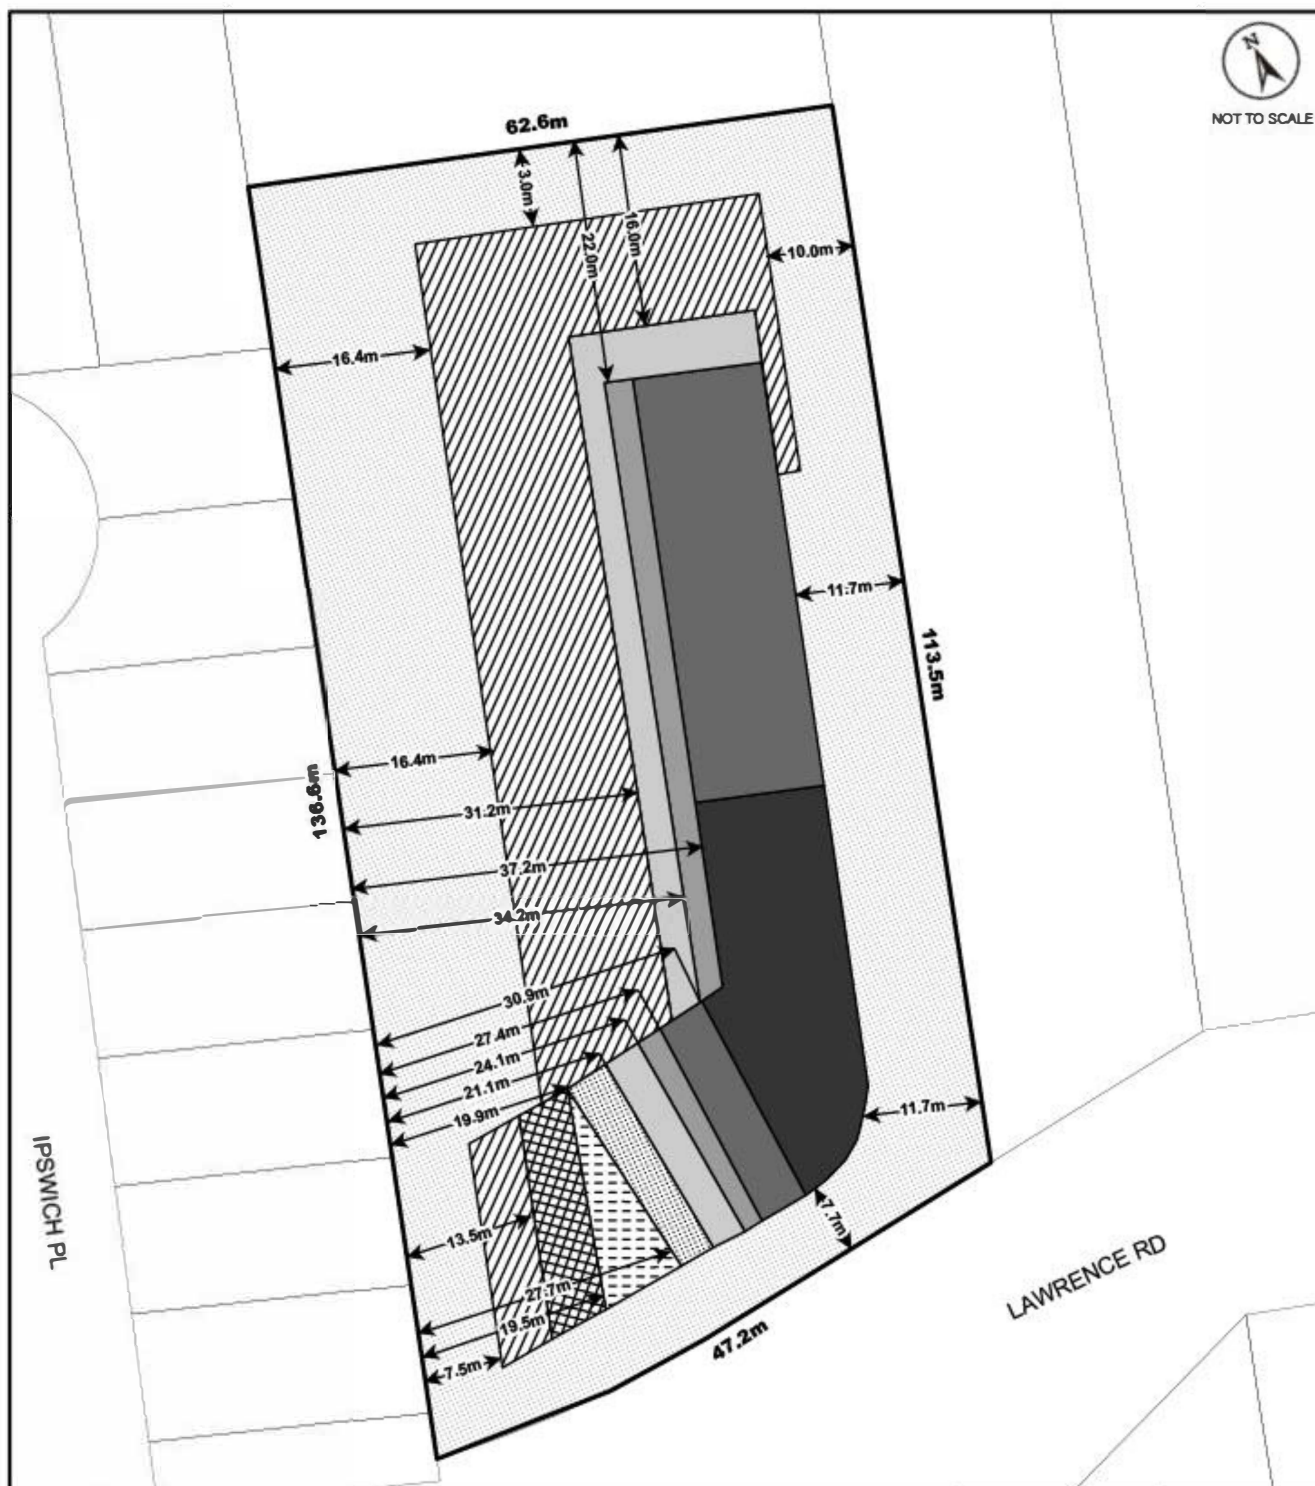 N
NOT TO SCALE
62.6m
3.0m
22.0m
16.0m
10.0m
16.4m
11.7m
113.5m
16.4m
136.6m
31.2m
37.2m
34.2m
30.9m
27.4m
24.1m
21.1m
19.9m
11.7m
IPSWICH PL
13.5m
7.7m
27.7m
19.5m
7.5m
47.2m
LAWRENCE RD